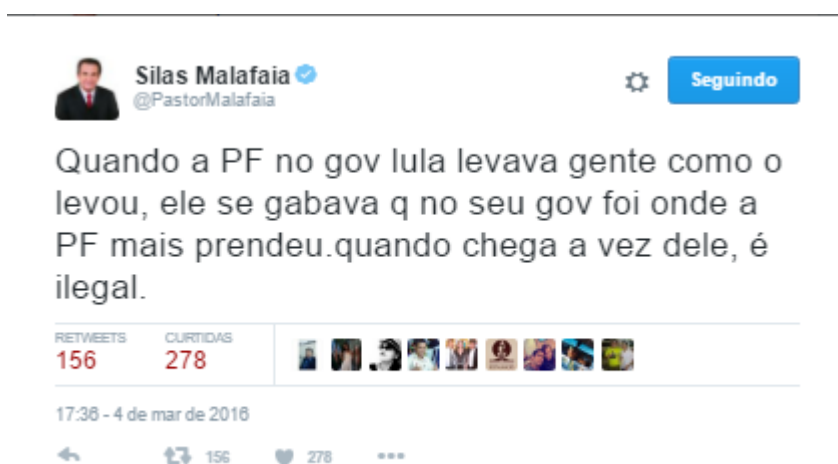 Silas Malafaia
@PastorMalafaia
Seguindo
Quando a PF no gov lula levava gente como o
levou, ele se gabava q no seu gov foi onde a
PF mais prendeu.quando chega a vez dele, é
ilegal.
RETWEETS CURTIDAS
156 278
17:36 - 4 de mar de 2016
156 278